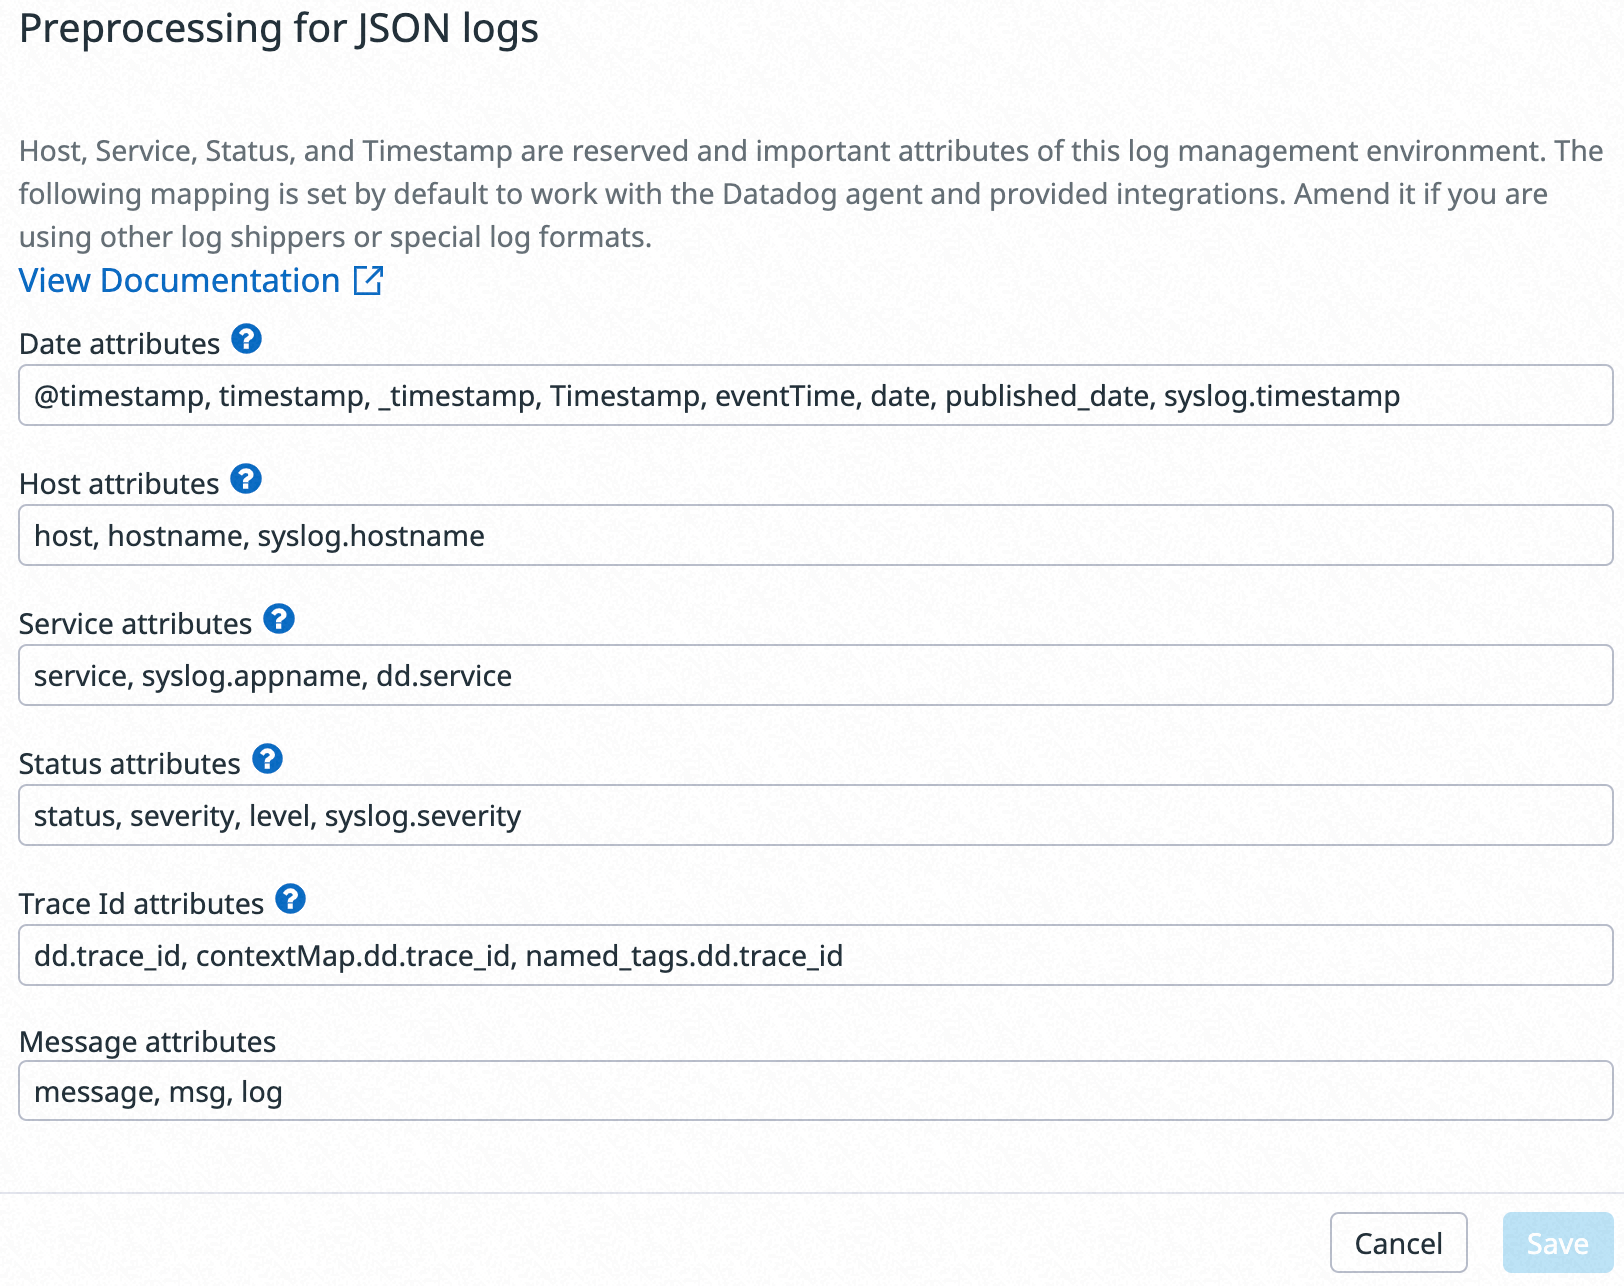 Preprocessing for JSON logs
Host, Service, Status, and Timestamp are reserved and important attributes of this log management environment. The
following mapping is set by default to work with the Datadog agent and provided integrations. Amend it if you are
using other log shippers or special log formats.
View Documentation
Date attributes ?
@timestamp, timestamp, _timestamp, Timestamp, eventTime, date, published_date, syslog.timestamp
Host attributes ?
host, hostname, syslog.hostname
Service attributes ?
service, syslog.appname, dd.service
Status attributes ?
status, severity, level, syslog.severity
Trace Id attributes ?
dd.trace_id, contextMap.dd.trace_id, named_tags.dd.trace_id
Message attributes
message, msg, log
Cancel Save